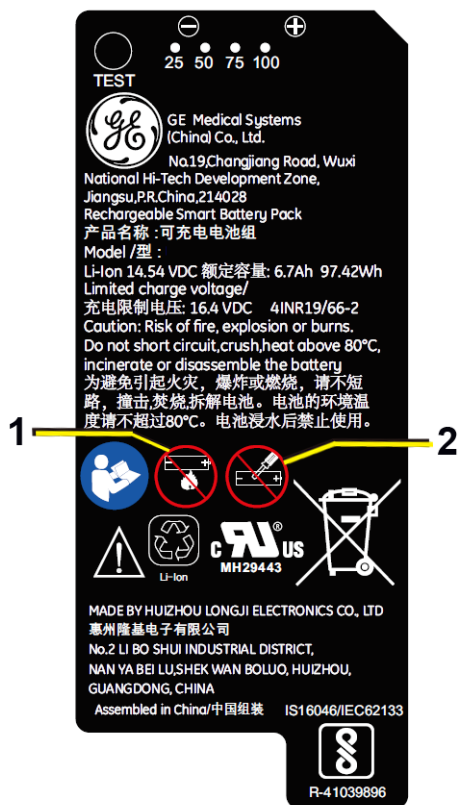 TEST
25 50 75 100
GE
GE Medical Systems
(China) Co., Ltd.
No.19,Changjiang Road, Wuxi
National Hi-Tech Development Zone,
Jiangsu,P.R.China,214028
Rechargeable Smart Battery Pack
产品名称：可充电电池组
Model /型：
Li-Ion 14.54 VDC 额定容量: 6.7Ah 97.42Wh
Limited charge voltage/
充电限制电压: 16.4 VDC 4INR19/66-2
Caution: Risk of fire, explosion or burns.
Do not short circuit,crush,heat above 80°C,
incinerate or disassemble the battery
为避免引起火灾，爆炸或燃烧，请不短
路，撞击,焚烧,拆解电池。电池的环境温
度请不超过80°C。电池浸水后禁止使用。
1
2
Li-Ion
C RU ® US
MH29443
MADE BY HUIZHOU LONGJI ELECTRONICS CO., LTD
惠州隆基电子有限公司
No.2 LI BO SHUI INDUSTRIAL DISTRICT,
NAN YA BEI LU,SHEK WAN BOLUO, HUIZHOU,
GUANGDONG, CHINA
Assembled in China/中国组装 IS16046/IEC62133
R-41039896